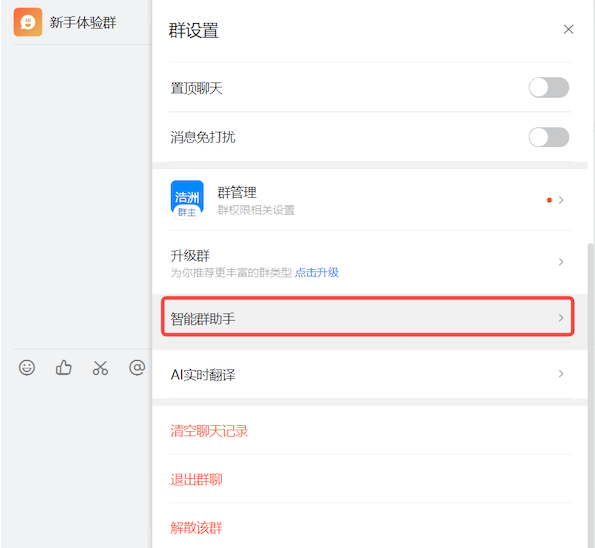 新手体验群
群设置
置顶聊天
消息免打扰
浩洲
群主
群管理
群权限相关设置
升级群
为你推荐更丰富的群类型 点击升级
智能群助手
AI实时翻译
清空聊天记录
退出群聊
解散该群